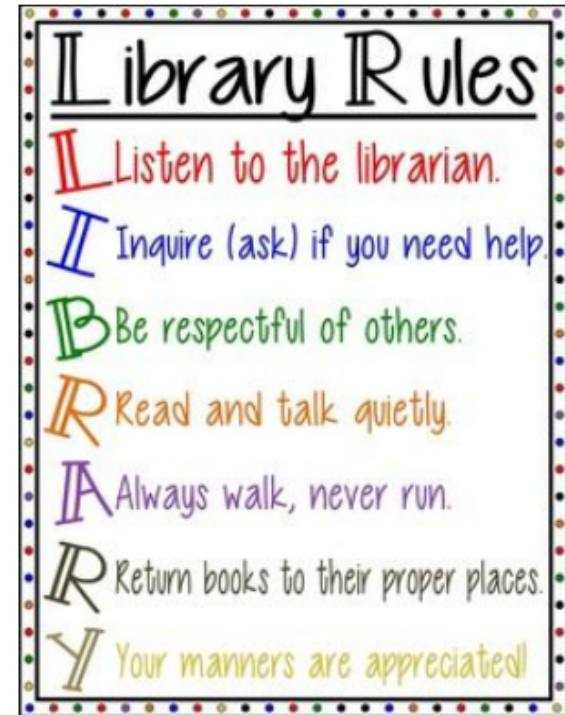 Library Rules
L Listen to the librarian.
I Inquire (ask) if you need help.
B Be respectful of others.
R Read and talk quietly.
A Always walk, never run.
R Return books to their proper places.
Y Your manners are appreciated!